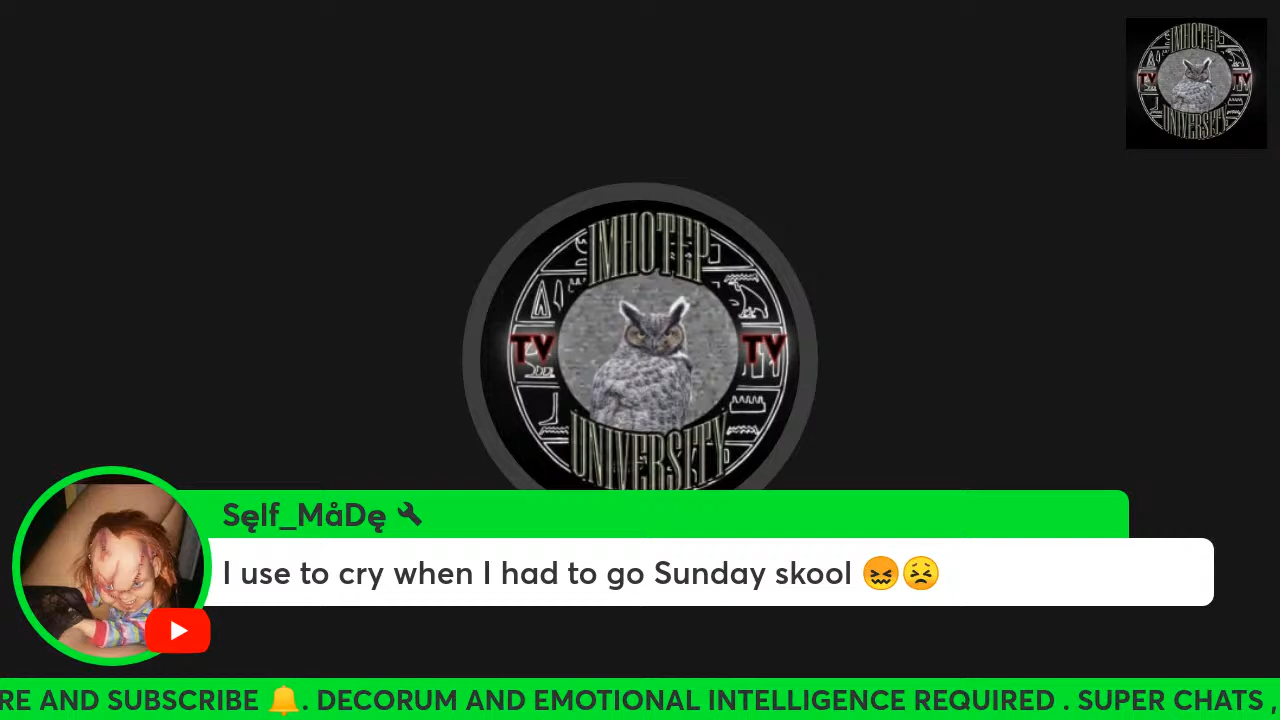 IMHOTEP
TV TV
UNIVERSITY
IMHOTEP
TV TV
UNIVERSITY
Sęlf_MåDę 🔧
I use to cry when I had to go Sunday skool 😖😣
RE AND SUBSCRIBE 🔔. DECORUM AND EMOTIONAL INTELLIGENCE REQUIRED . SUPER CHATS ,